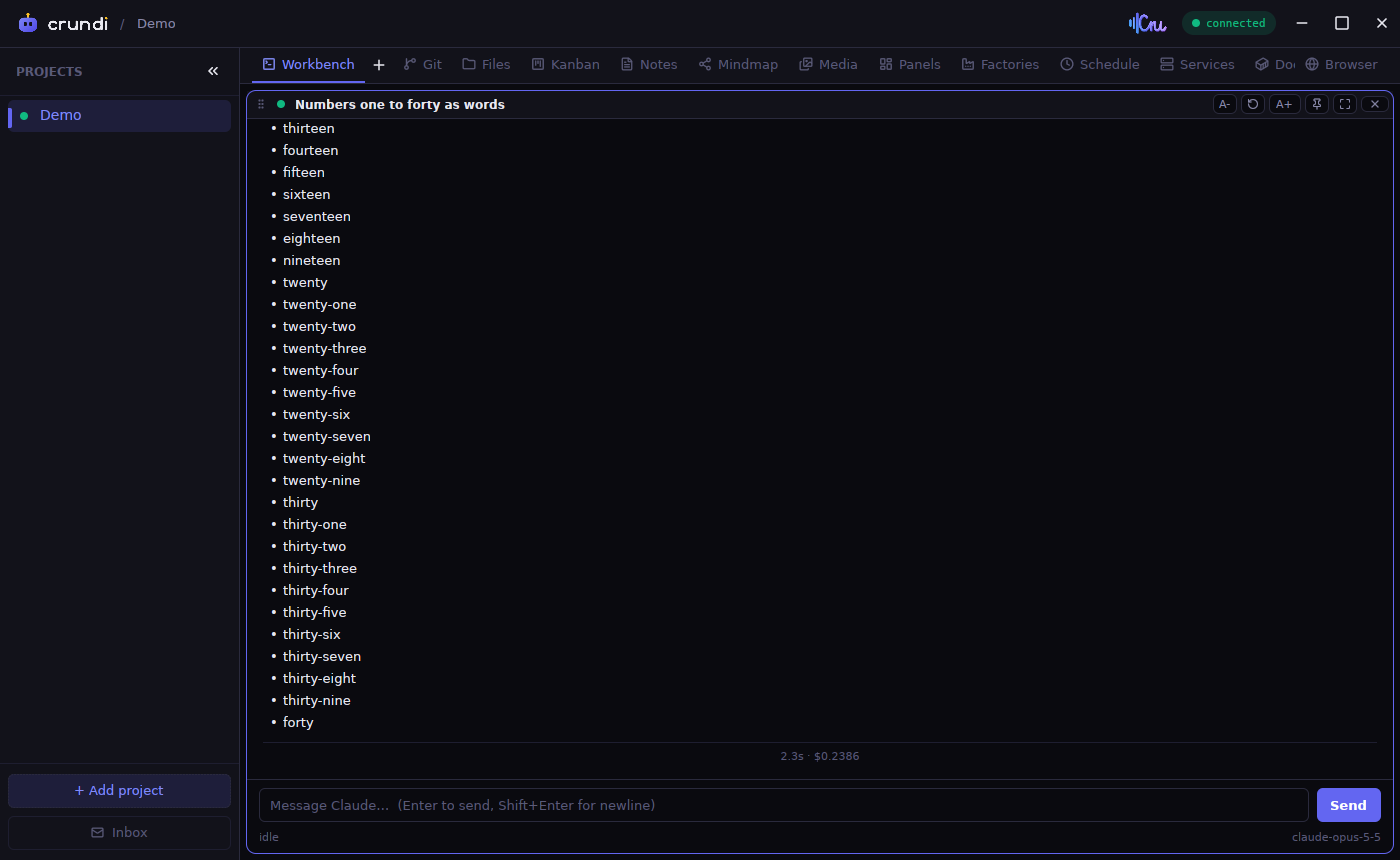 crundi / Demo
Cru
connected
PROJECTS
Demo
+ Add project
Inbox
Workbench + Git Files Kanban Notes Mindmap Media Panels Factories Schedule Services Do Browser
Numbers one to forty as words
A- A+
• thirteen
• fourteen
• fifteen
• sixteen
• seventeen
• eighteen
• nineteen
• twenty
• twenty-one
• twenty-two
• twenty-three
• twenty-four
• twenty-five
• twenty-six
• twenty-seven
• twenty-eight
• twenty-nine
• thirty
• thirty-one
• thirty-two
• thirty-three
• thirty-four
• thirty-five
• thirty-six
• thirty-seven
• thirty-eight
• thirty-nine
• forty
2.3s · $0.2386
Message Claude... (Enter to send, Shift+Enter for newline)
Send
idle
claude-opus-5-5